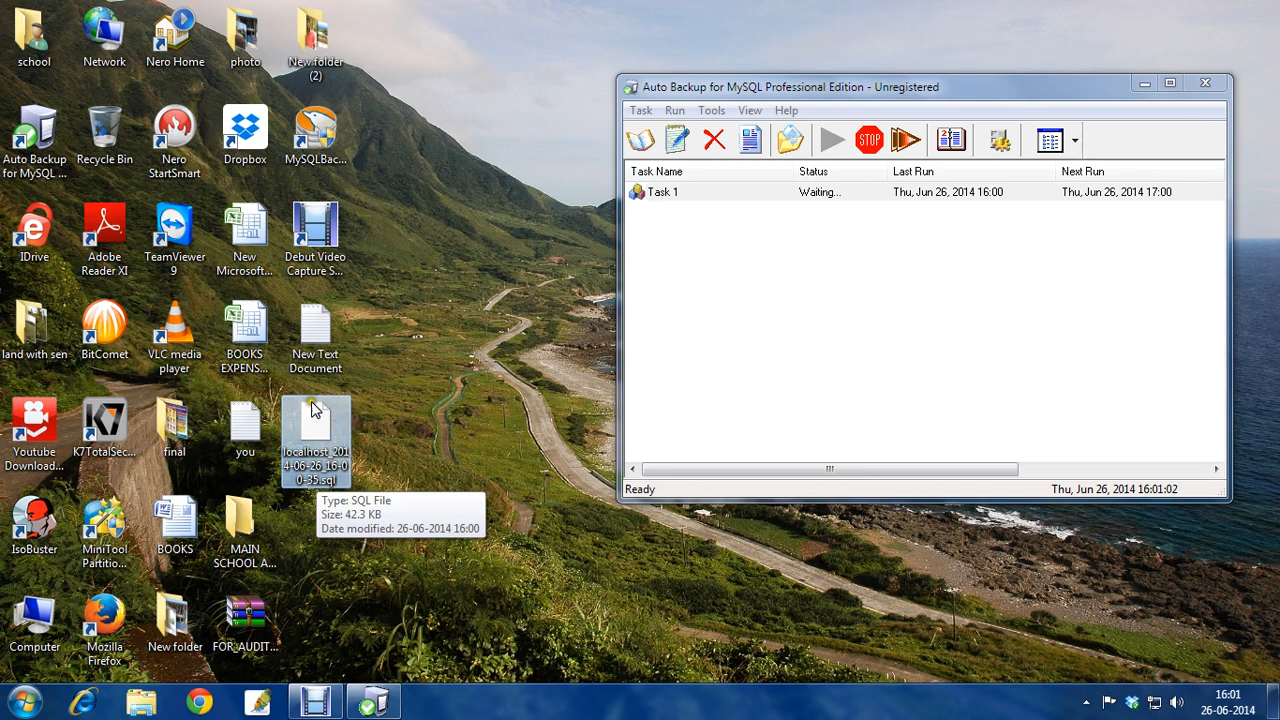 school
Network
Nero Home
photo
New folder
(2)
Auto Backup
for MySQL ...
Recycle Bin
Nero
StartSmart
Dropbox
MySQLBac...
IDrive
Adobe
Reader XI
TeamViewer
9
New
Microsoft...
Debut Video
Capture S...
land with sen
BitComet
VLC media
player
BOOKS
EXPENS...
New Text
Document
Youtube
Download...
K7TotalSec...
final
you
localhost_201
4-06-26_16-0
0-35.sql
Type: SQL File
Size: 42.3 KB
Date modified: 26-06-2014 16:00
IsoBuster
MiniTool
Partitio...
BOOKS
MAIN
SCHOOL A...
Computer
Mozilla
Firefox
New folder
FOR AUDIT...
Auto Backup for MySQL Professional Edition - Unregistered
Task Run Tools View Help
STOP
Task Name Status Last Run Next Run
Task 1 Waiting... Thu, Jun 26, 2014 16:00 Thu, Jun 26, 2014 17:00
Ready Thu, Jun 26, 2014 16:01:02
16:01
26-06-2014